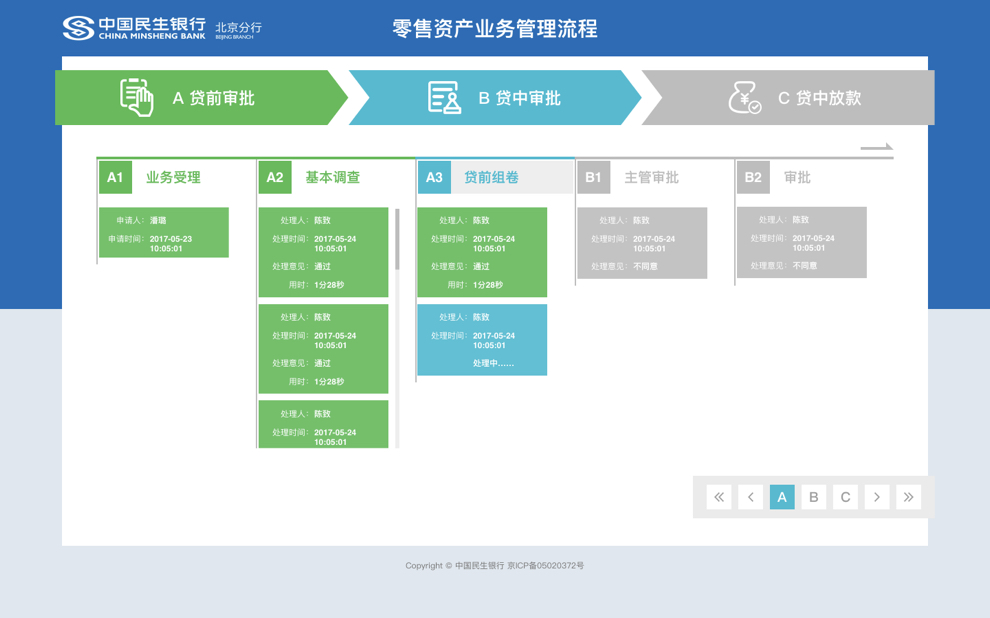 中国民生银行 北京分行
CHINA MINSHENG BANK BEIJING BRANCH
零售资产业务管理流程
A 贷前审批
B 贷中审批
C 贷中放款
A1 业务受理
申请人： 潘璐
申请时间： 2017-05-23
10:05:01
A2 基本调查
处理人： 陈致
处理时间： 2017-05-24
10:05:01
处理意见： 通过
用时： 1分28秒
处理人： 陈致
处理时间： 2017-05-24
10:05:01
处理意见： 通过
用时： 1分28秒
处理人： 陈致
处理时间： 2017-05-24
10:05:01
A3 贷前组卷
处理人： 陈致
处理时间： 2017-05-24
10:05:01
处理意见： 通过
用时： 1分28秒
处理人： 陈致
处理时间： 2017-05-24
10:05:01
处理中……
B1 主管审批
处理人： 陈致
处理时间： 2017-05-24
10:05:01
处理意见： 不同意
B2 审批
处理人： 陈致
处理时间： 2017-05-24
10:05:01
处理意见： 不同意
A B C
Copyright © 中国民生银行 京ICP备05020372号